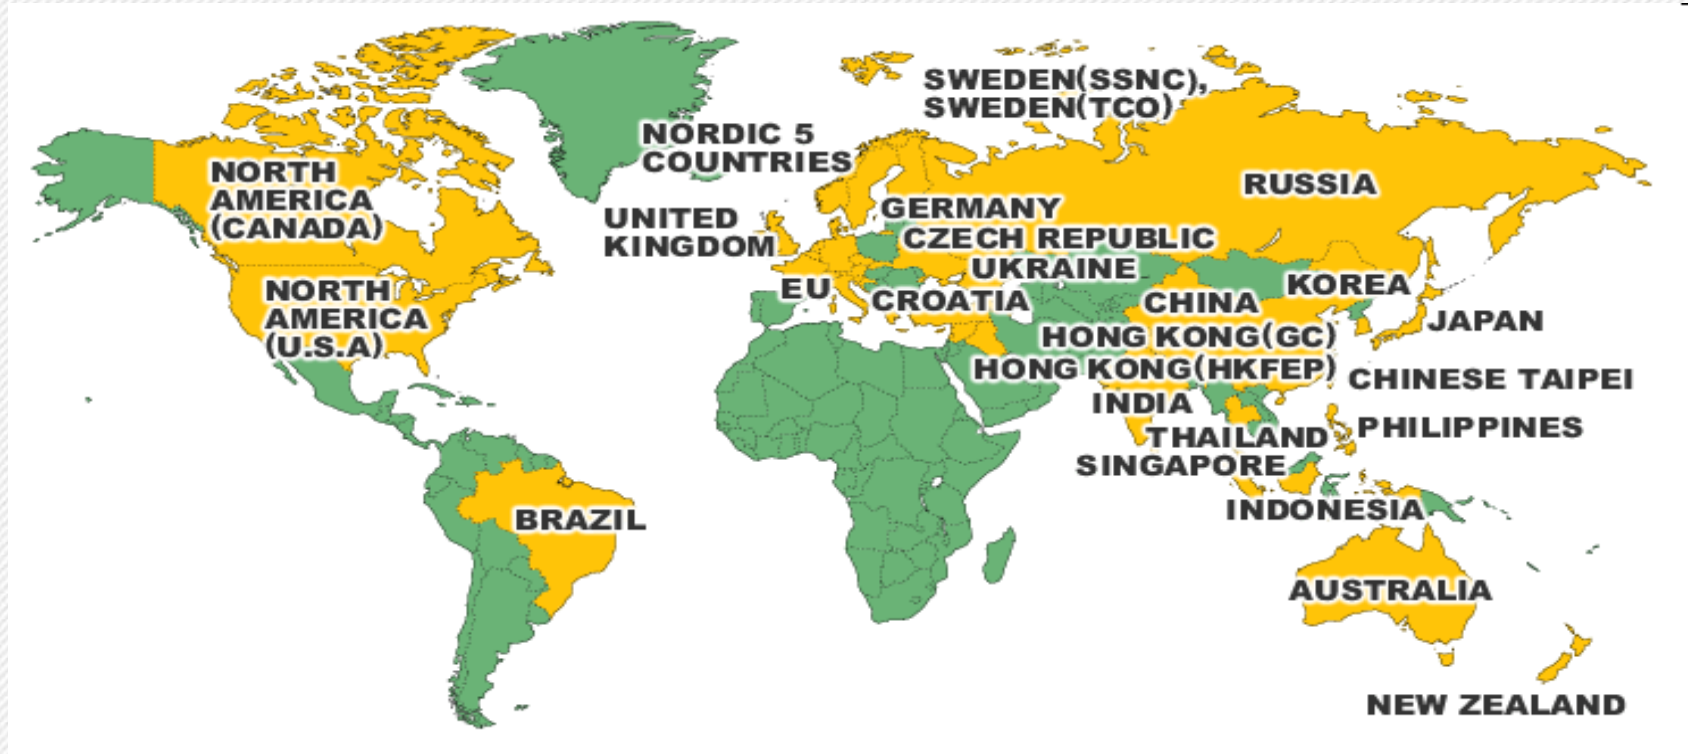 SWEDEN(SSNC),
SWEDEN(TCO)
NORDIC 5
COUNTRIES
NORTH
AMERICA
(CANADA)
RUSSIA
UNITED
KINGDOM
GERMANY
CZECH REPUBLIC
UKRAINE
EU
CROATIA
NORTH
AMERICA
(U.S.A)
KOREA
CHINA
JAPAN
HONG KONG(GC)
HONG KONG(HKFEP)
CHINESE TAIPEI
INDIA
PHILIPPINES
THAILAND
SINGAPORE
INDONESIA
BRAZIL
AUSTRALIA
NEW ZEALAND